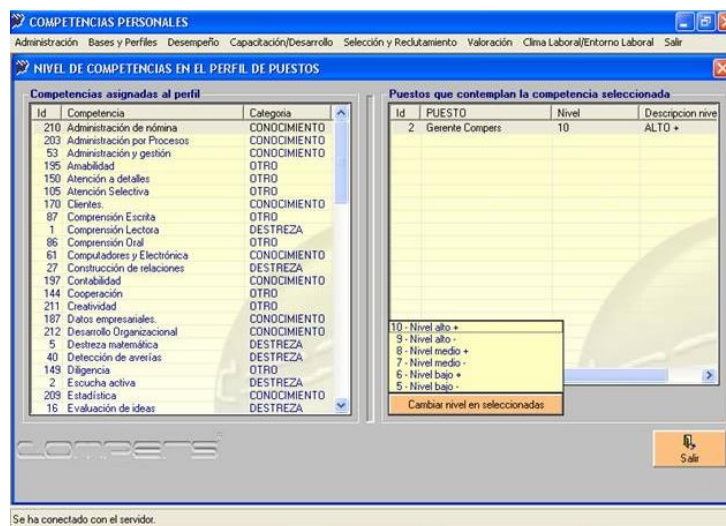 COMPETENCIAS PERSONALES
Administración Bases y Perfiles Desempeño Capacitación/Desarrollo Selección y Reclutamiento Valoración Clima Laboral/Entorno Laboral Salir
NIVEL DE COMPETENCIAS EN EL PERFIL DE PUESTOS
Competencias asignadas al perfil
Id Competencia Categoria
210 Administración de nómina CONOCIMIENTO
203 Administración por Procesos CONOCIMIENTO
53 Administración y gestión CONOCIMIENTO
195 Amabilidad OTRO
150 Atención a detalles OTRO
105 Atención Selectiva OTRO
170 Clientes. CONOCIMIENTO
87 Comprensión Escrita OTRO
1 Comprensión Lectora DESTREZA
86 Comprensión Oral OTRO
61 Computadores y Electrónica CONOCIMIENTO
27 Construcción de relaciones DESTREZA
197 Contabilidad CONOCIMIENTO
144 Cooperación OTRO
211 Creatividad OTRO
187 Datos empresariales. CONOCIMIENTO
212 Desarrollo Organizacional CONOCIMIENTO
5 Destreza matemática DESTREZA
40 Detección de averías DESTREZA
149 Diligencia OTRO
2 Escucha activa DESTREZA
209 Estadística CONOCIMIENTO
16 Evaluación de ideas DESTREZA
Puestos que contemplan la competencia seleccionada
Id PUESTO Nivel Descripcion nive
2 Gerente Compers 10 ALTO +
10 - Nivel alto +
9 - Nivel alto -
8 - Nivel medio +
7 - Nivel medio -
6 - Nivel bajo +
5 - Nivel bajo -
Cambiar nivel en seleccionadas
COMPERS
Salir
Se ha conectado con el servidor.